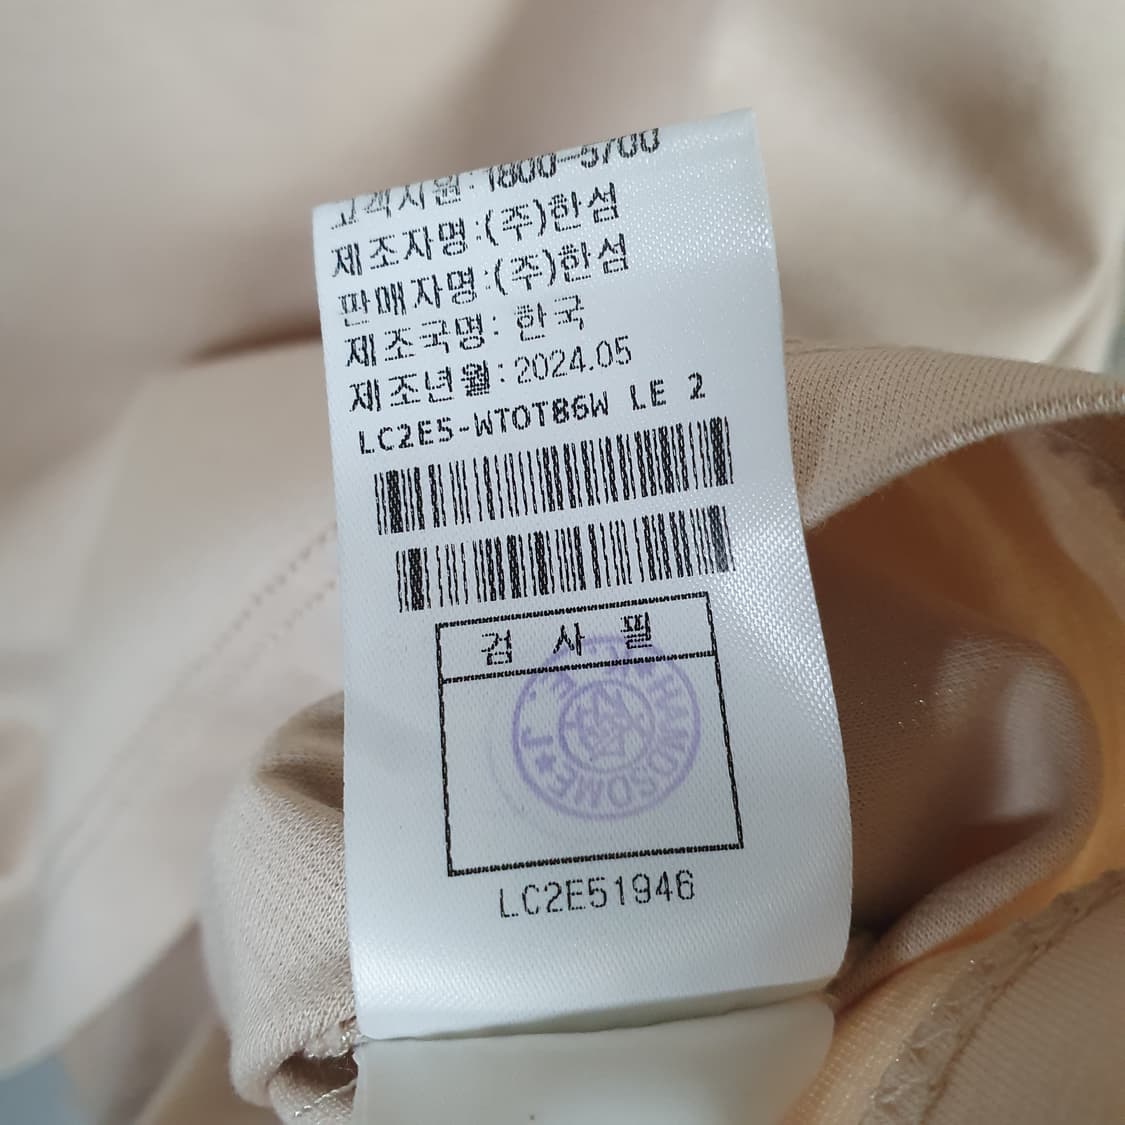 고객지원:1800-5700
제조자명:(주)한섬
판매자명:(주)한섬
제조국명: 한국
제조년월:2024.05
LC2E5-WTOT86W LE 2
검 사 필
HANDSOME
LC2E51946